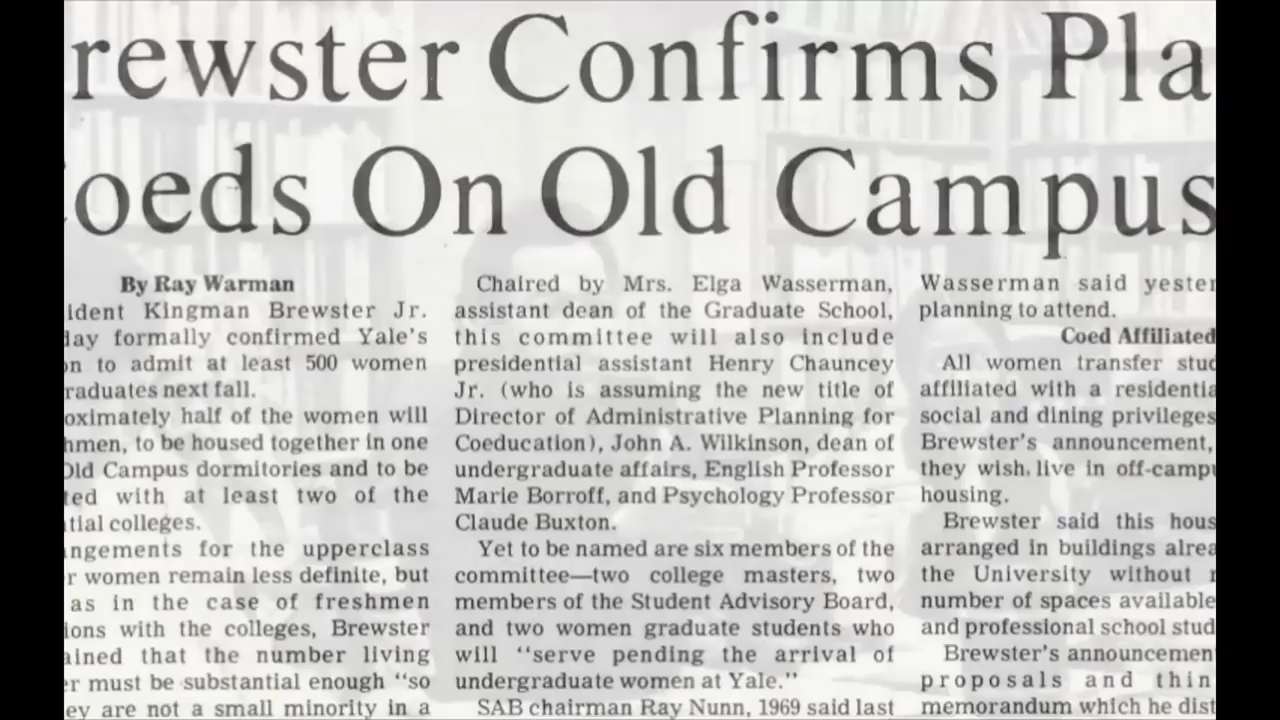 rewster Confirms Pla
oeds On Old Campus
By Ray Warman
ident Kingman Brewster Jr.
day formally confirmed Yale's
on to admit at least 500 women
raduates next fall.
oximately half of the women will
hmen, to be housed together in one
Old Campus dormitories and to be
ted with at least two of the
tial colleges.
angements for the upperclass
r women remain less definite, but
as in the case of freshmen
ions with the colleges, Brewster
ained that the number living
er must be substantial enough "so
ey are not a small minority in a
Chaired by Mrs. Elga Wasserman,
assistant dean of the Graduate School,
this committee will also include
presidential assistant Henry Chauncey
Jr. (who is assuming the new title of
Director of Administrative Planning for
Coeducation), John A. Wilkinson, dean of
undergraduate affairs, English Professor
Marie Borroff, and Psychology Professor
Claude Buxton.
Yet to be named are six members of the
committee—two college masters, two
members of the Student Advisory Board,
and two women graduate students who
will "serve pending the arrival of
undergraduate women at Yale."
SAB chairman Ray Nunn, 1969 said last
Wasserman said yester
planning to attend.
Coed Affiliated
All women transfer stud
affiliated with a residentia
social and dining privileges
Brewster's announcement,
they wish, live in off-campu
housing.
Brewster said this hous
arranged in buildings alrea
the University without r
number of spaces available
and professional school stud
Brewster's announcemen
proposals and thin
memorandum which he dist